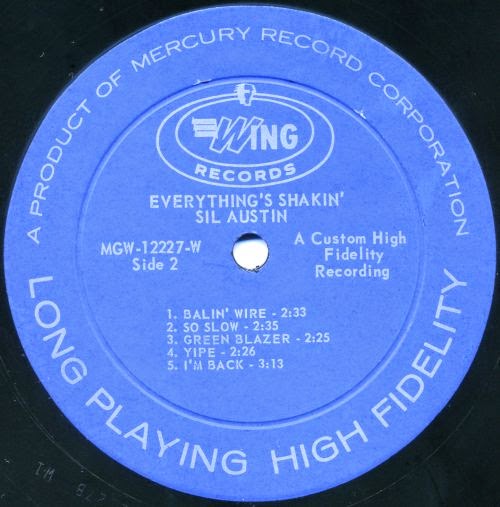 A PRODUCT OF MERCURY RECORD CORPORATION
WING
RECORDS
EVERYTHING'S SHAKIN'
SIL AUSTIN
MGW-12227-W
Side 2
A Custom High
Fidelity
Recording
1. BALIN' WIRE - 2:33
2. SO SLOW - 2:35
3. GREEN BLAZER - 2:25
4. YIPE - 2:26
5. I'M BACK - 3:13
LONG PLAYING HIGH FIDELITY